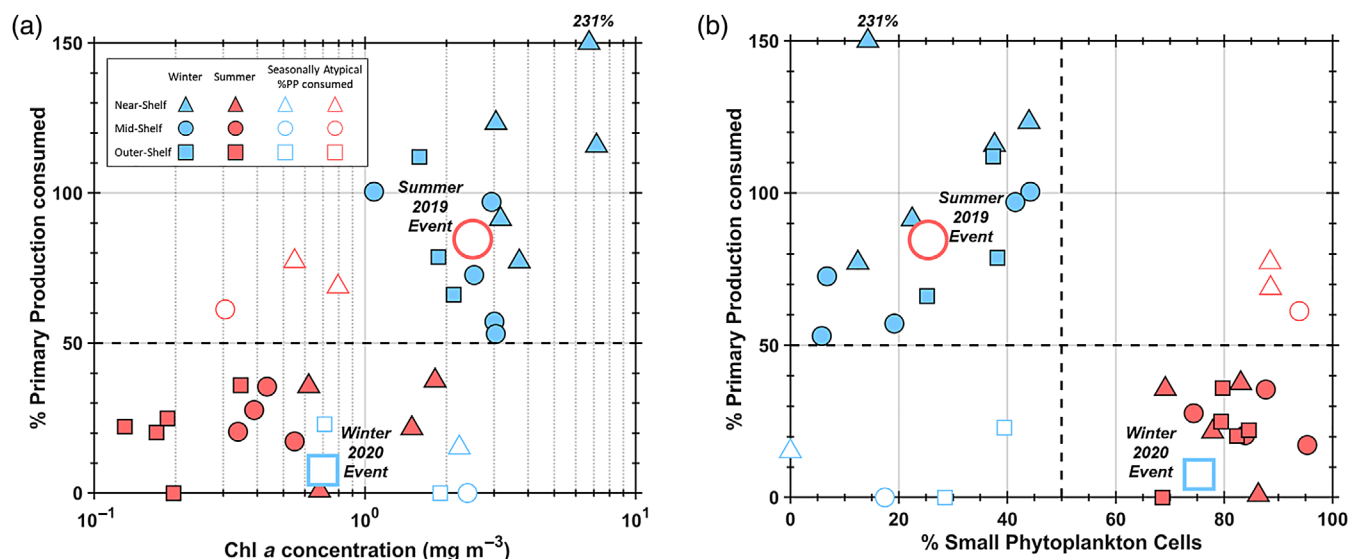 (a)
231%
150
100
50
0
% Primary Production consumed
Winter Summer Seasonally Atypical
%PP consumed
Near-Shelf
Mid-Shelf
Outer-Shelf
Summer
2019
Event
Winter
2020
Event
10⁻¹ 10⁰ 10¹
Chl a concentration (mg m⁻³)
(b)
231%
150
100
50
0
% Primary Production consumed
Summer
2019
Event
Winter
2020
Event
0 20 40 60 80 100
% Small Phytoplankton Cells